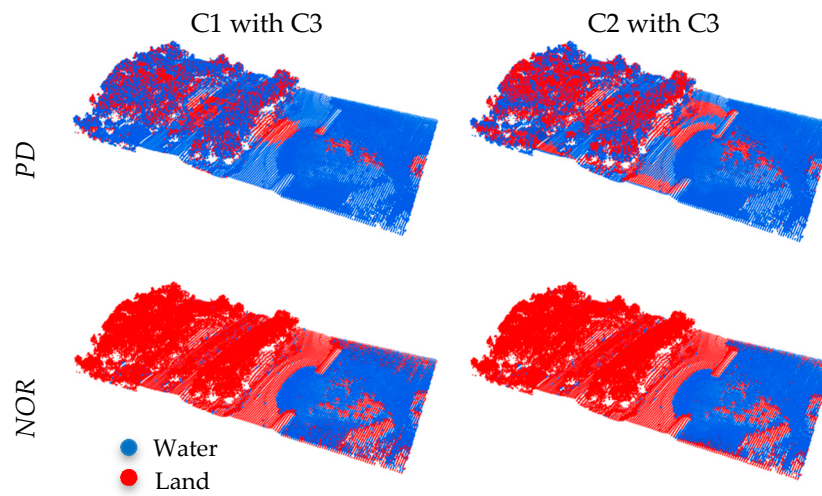 C1 with C3
C2 with C3
PD
NOR
Water
Land